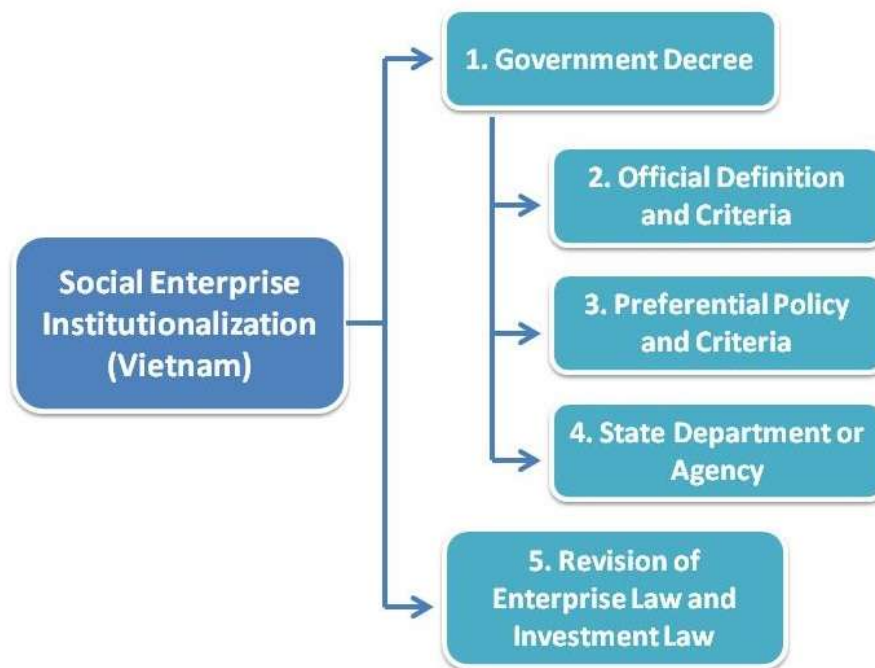 1. Government Decree
2. Official Definition
and Criteria
Social Enterprise
Institutionalization
(Vietnam)
3. Preferential Policy
and Criteria
4. State Department or
Agency
5. Revision of
Enterprise Law and
Investment Law